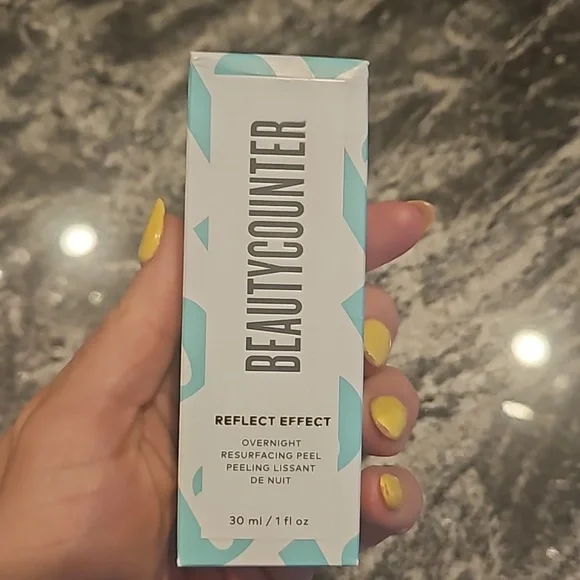 BEAUTYCOUNTER
REFLECT EFFECT
OVERNIGHT
RESURFACING PEEL
PEELING LISSANT
DE NUIT
30 ml / 1 fl oz